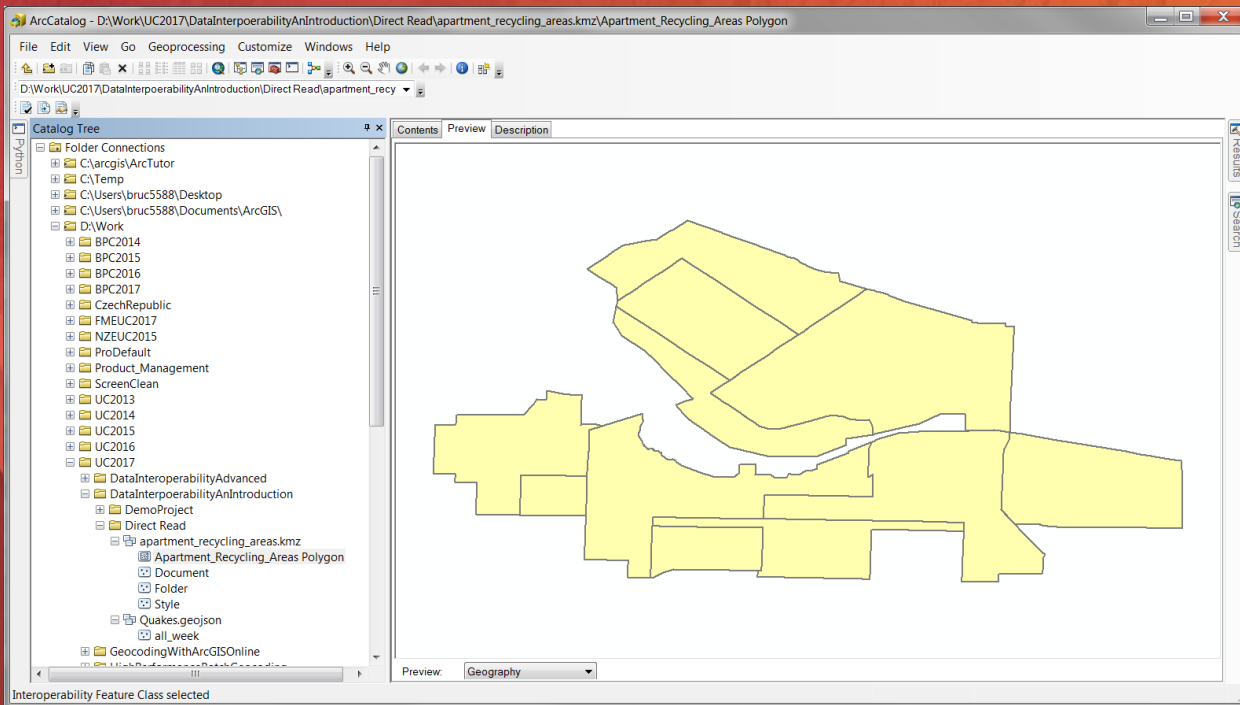 ArcCatalog - D:\Work\UC2017\DataInterpoerabilityAnIntroduction\Direct Read\apartment_recycling_areas.kmz\Apartment_Recycling_Areas Polygon
File Edit View Go Geoprocessing Customize Windows Help
D:\Work\UC2017\DataInterpoerabilityAnIntroduction\Direct Read\apartment_recy
Python
Catalog Tree
Folder Connections
C:\arcgis\ArcTutor
C:\Temp
C:\Users\bruc5588\Desktop
C:\Users\bruc5588\Documents\ArcGIS\
D:\Work
BPC2014
BPC2015
BPC2016
BPC2017
CzechRepublic
FMEUC2017
NZEUC2015
ProDefault
Product_Management
ScreenClean
UC2013
UC2014
UC2015
UC2016
UC2017
DataInteroperabilityAdvanced
DataInterpoerabilityAnIntroduction
DemoProject
Direct Read
apartment_recycling_areas.kmz
Apartment_Recycling_Areas Polygon
Document
Folder
Style
Quakes.geojson
all_week
GeocodingWithArcGISOnline
Contents Preview Description
Preview: Geography
Results
Search
Interoperability Feature Class selected